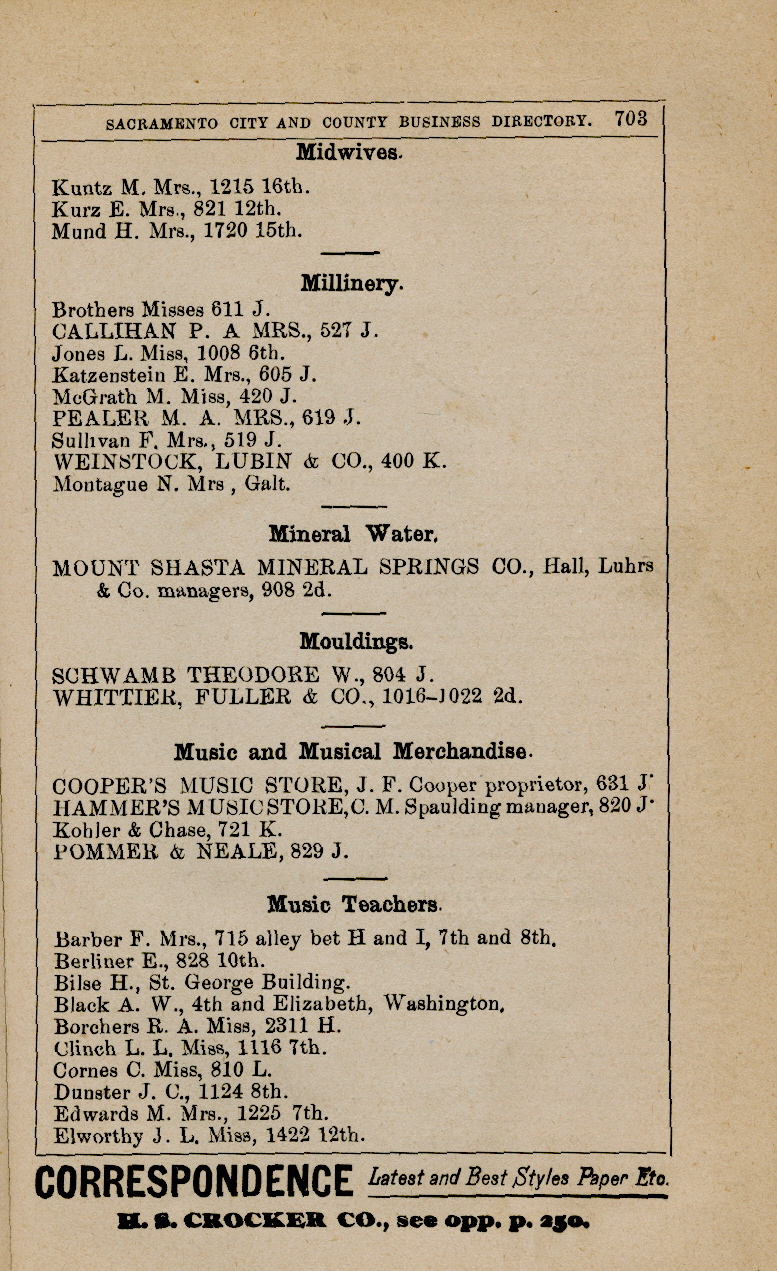 SACRAMENTO CITY AND COUNTY BUSINESS DIRECTORY. 703
Midwives.
Kuntz M. Mrs., 1215 16th.
Kurz E. Mrs., 821 12th.
Mund H. Mrs., 1720 15th.
Millinery.
Brothers Misses 611 J.
CALLIHAN P. A MRS., 527 J.
Jones L. Miss, 1008 6th.
Katzenstein E. Mrs., 605 J.
McGrath M. Miss, 420 J.
PEALER M. A. MRS., 619 J.
Sullivan F. Mrs., 519 J.
WEINSTOCK, LUBIN & CO., 400 K.
Montague N. Mrs , Galt.
Mineral Water.
MOUNT SHASTA MINERAL SPRINGS CO., Hall, Luhrs
& Co. managers, 908 2d.
Mouldings.
SCHWAMB THEODORE W., 804 J.
WHITTIER, FULLER & CO., 1016-1022 2d.
Music and Musical Merchandise.
COOPER'S MUSIC STORE, J. F. Cooper proprietor, 631 J.
HAMMER'S MUSIC STORE, C. M. Spaulding manager, 820 J.
Kohler & Chase, 721 K.
POMMER & NEALE, 829 J.
Music Teachers.
Barber F. Mrs., 715 alley bet H and I, 7th and 8th.
Berliner E., 828 10th.
Bilse H., St. George Building.
Black A. W., 4th and Elizabeth, Washington.
Borchers R. A. Miss, 2311 H.
Clinch L. L. Miss, 1116 7th.
Cornes C. Miss, 810 L.
Dunster J. C., 1124 8th.
Edwards M. Mrs., 1225 7th.
Elworthy J. L. Miss, 1422 12th.
CORRESPONDENCE Latest and Best Styles Paper Etc.
H. S. CROCKER CO., see opp. p. 250.